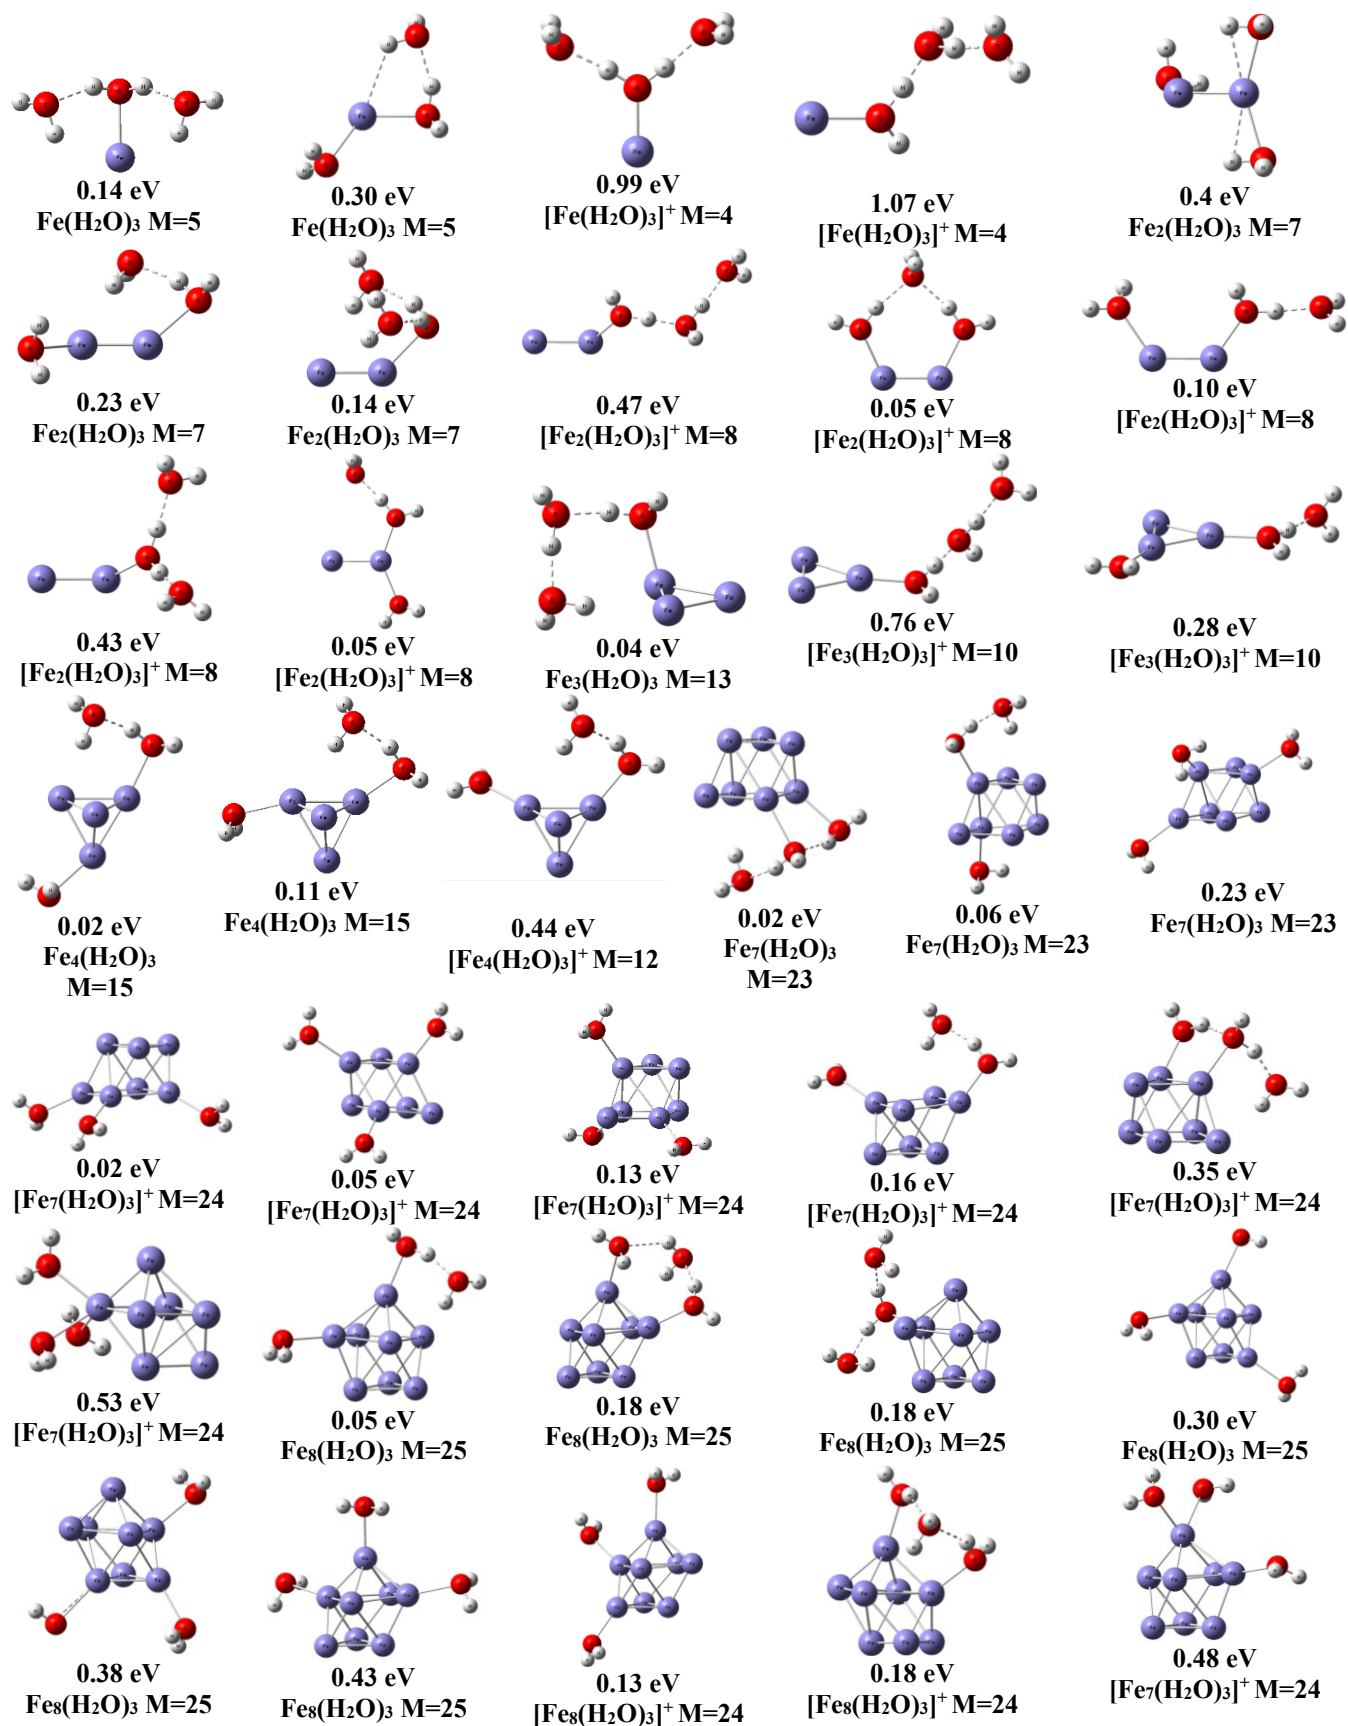 0.14 eV
Fe(H₂O)₃ M=5
0.30 eV
Fe(H₂O)₃ M=5
0.99 eV
[Fe(H₂O)₃]⁺ M=4
1.07 eV
[Fe(H₂O)₃]⁺ M=4
0.4 eV
Fe₂(H₂O)₃ M=7
0.23 eV
Fe₂(H₂O)₃ M=7
0.14 eV
Fe₂(H₂O)₃ M=7
0.47 eV
[Fe₂(H₂O)₃]⁺ M=8
0.05 eV
[Fe₂(H₂O)₃]⁺ M=8
0.10 eV
[Fe₂(H₂O)₃]⁺ M=8
0.43 eV
[Fe₂(H₂O)₃]⁺ M=8
0.05 eV
[Fe₂(H₂O)₃]⁺ M=8
0.04 eV
Fe₃(H₂O)₃ M=13
0.76 eV
[Fe₃(H₂O)₃]⁺ M=10
0.28 eV
[Fe₃(H₂O)₃]⁺ M=10
0.02 eV
Fe₄(H₂O)₃
M=15
0.11 eV
Fe₄(H₂O)₃ M=15
0.44 eV
[Fe₄(H₂O)₃]⁺ M=12
0.02 eV
Fe₇(H₂O)₃
M=23
0.06 eV
Fe₇(H₂O)₃ M=23
0.23 eV
Fe₇(H₂O)₃ M=23
0.02 eV
[Fe₇(H₂O)₃]⁺ M=24
0.05 eV
[Fe₇(H₂O)₃]⁺ M=24
0.13 eV
[Fe₇(H₂O)₃]⁺ M=24
0.16 eV
[Fe₇(H₂O)₃]⁺ M=24
0.35 eV
[Fe₇(H₂O)₃]⁺ M=24
0.53 eV
[Fe₇(H₂O)₃]⁺ M=24
0.05 eV
Fe₈(H₂O)₃ M=25
0.18 eV
Fe₈(H₂O)₃ M=25
0.18 eV
Fe₈(H₂O)₃ M=25
0.30 eV
Fe₈(H₂O)₃ M=25
0.38 eV
Fe₈(H₂O)₃ M=25
0.43 eV
Fe₈(H₂O)₃ M=25
0.13 eV
[Fe₈(H₂O)₃]⁺ M=24
0.18 eV
[Fe₈(H₂O)₃]⁺ M=24
0.48 eV
[Fe₇(H₂O)₃]⁺ M=24